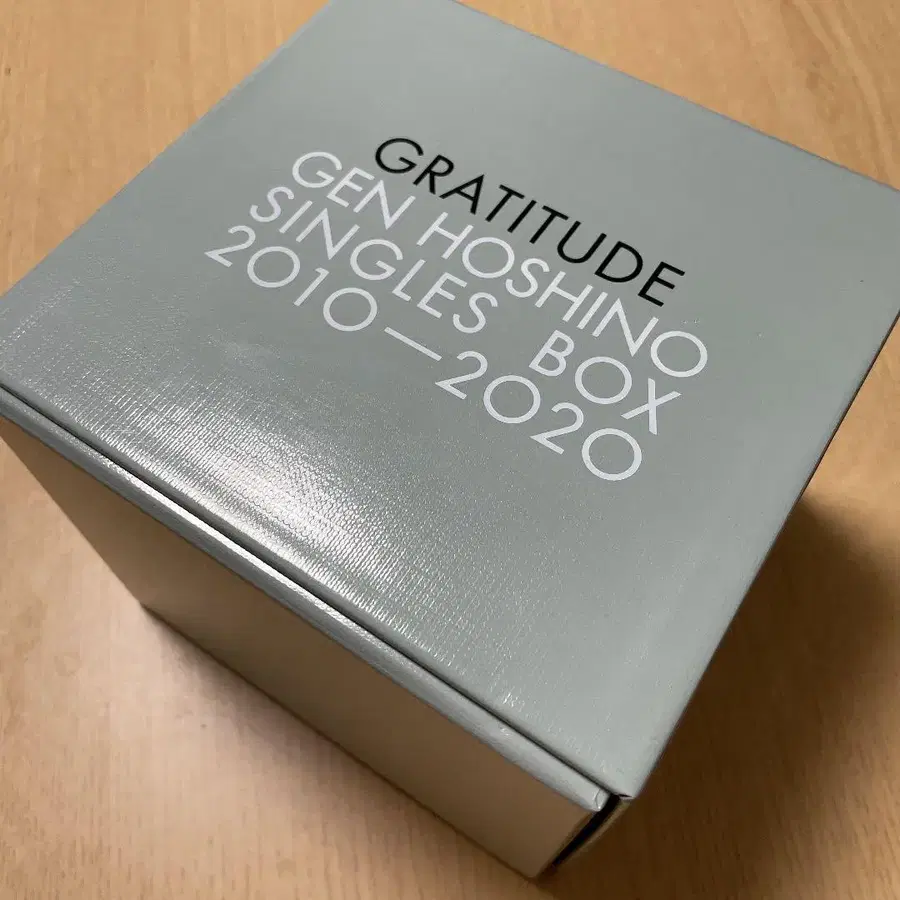 GRATITUDE
GEN HOSHINO
SINGLES BOX
2010—2020